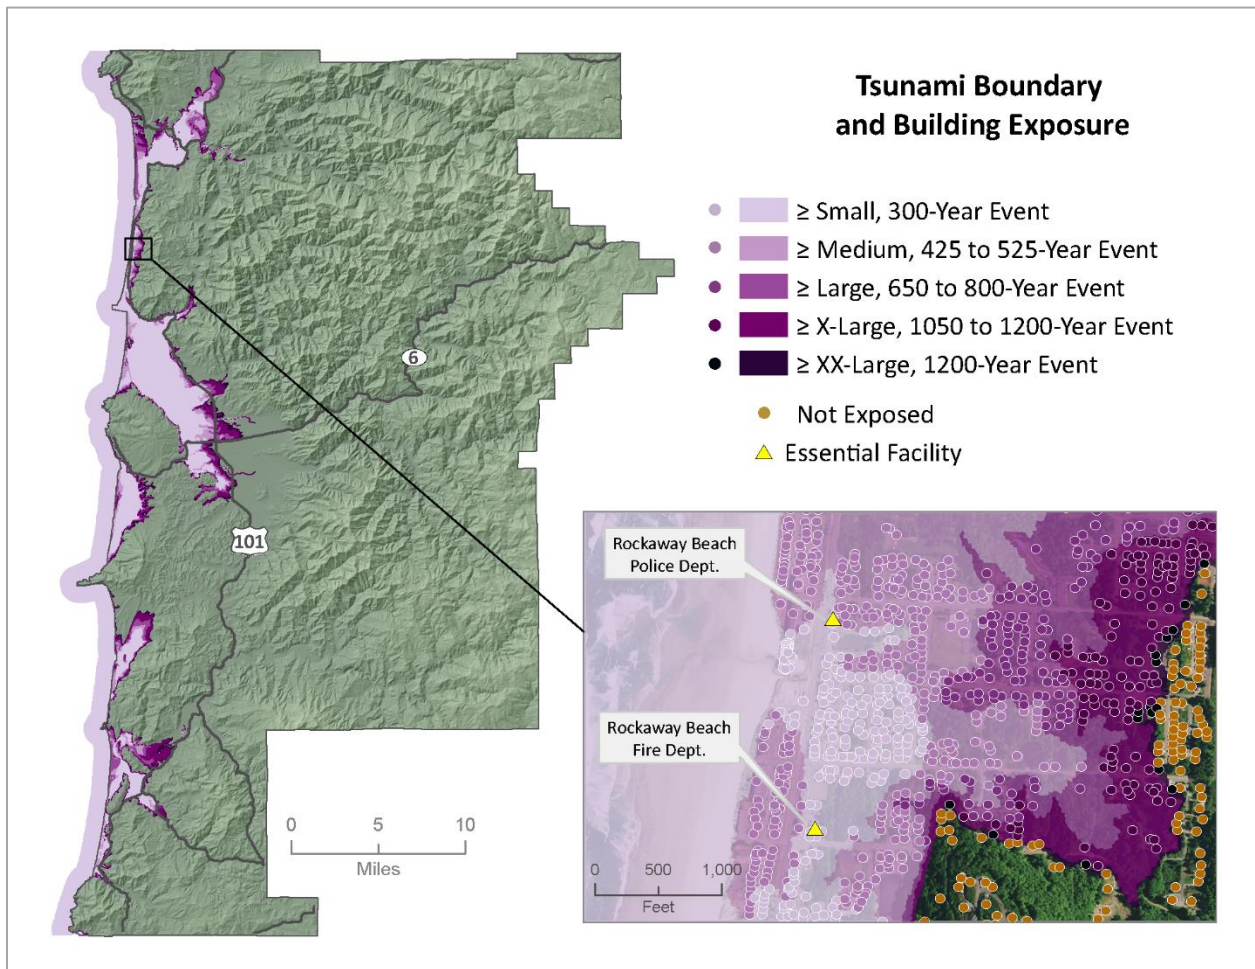 Tsunami Boundary
and Building Exposure
≥ Small, 300-Year Event
≥ Medium, 425 to 525-Year Event
≥ Large, 650 to 800-Year Event
≥ X-Large, 1050 to 1200-Year Event
≥ XX-Large, 1200-Year Event
Not Exposed
Essential Facility
6
101
0 5 10
Miles
Rockaway Beach
Police Dept.
Rockaway Beach
Fire Dept.
0 500 1,000
Feet